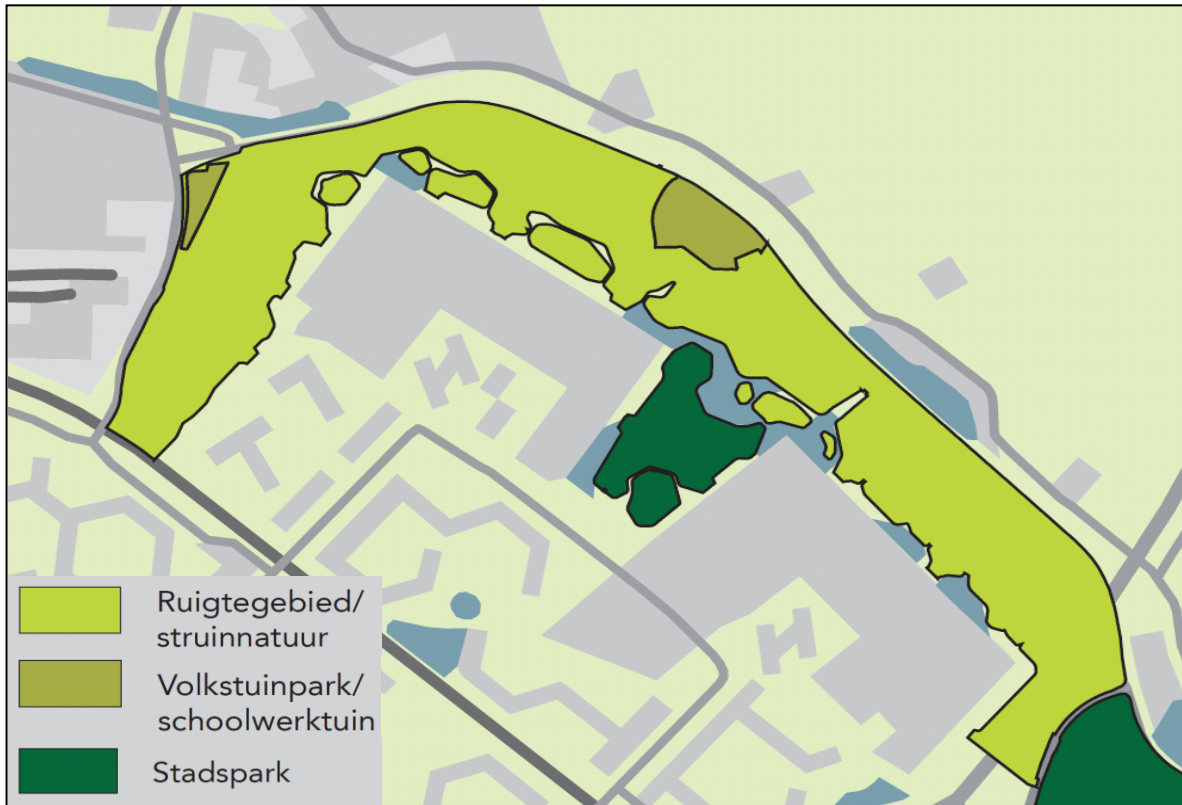 Ruigtegebied/
struinnatuur
Volkstuinpark/
schoolwerktuin
Stadspark